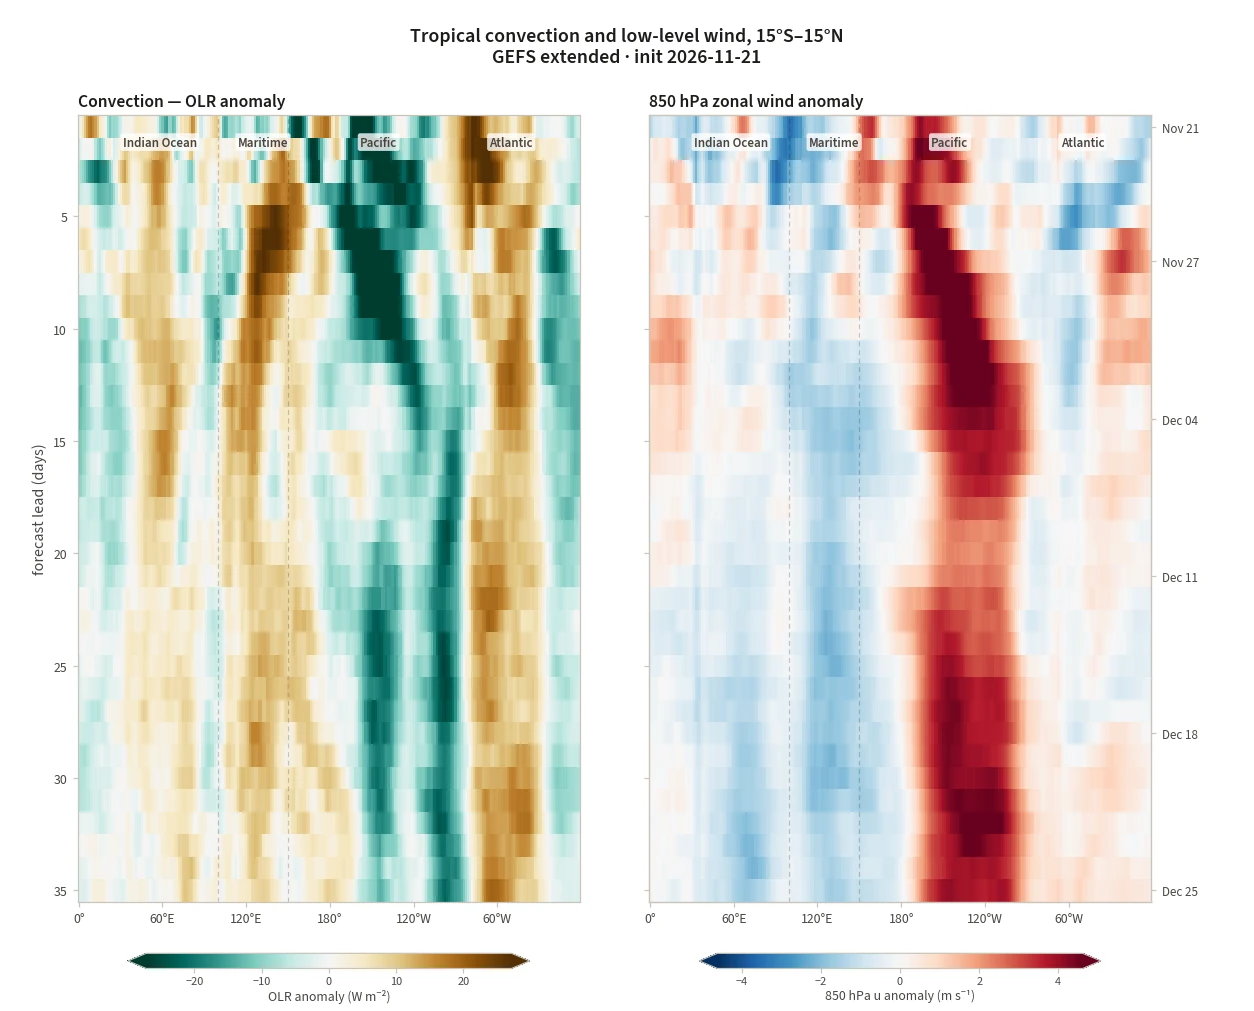 Tropical convection and low-level wind, 15°S–15°N
GEFS extended · init 2026-11-21
Convection — OLR anomaly
850 hPa zonal wind anomaly
Indian Ocean
Maritime
Pacific
Atlantic
Indian Ocean
Maritime
Pacific
Atlantic
forecast lead (days)
5
10
15
20
25
30
35
Nov 21
Nov 27
Dec 04
Dec 11
Dec 18
Dec 25
0°
60°E
120°E
180°
120°W
60°W
0°
60°E
120°E
180°
120°W
60°W
−20
−10
0
10
20
OLR anomaly (W m⁻²)
−4
−2
0
2
4
850 hPa u anomaly (m s⁻¹)